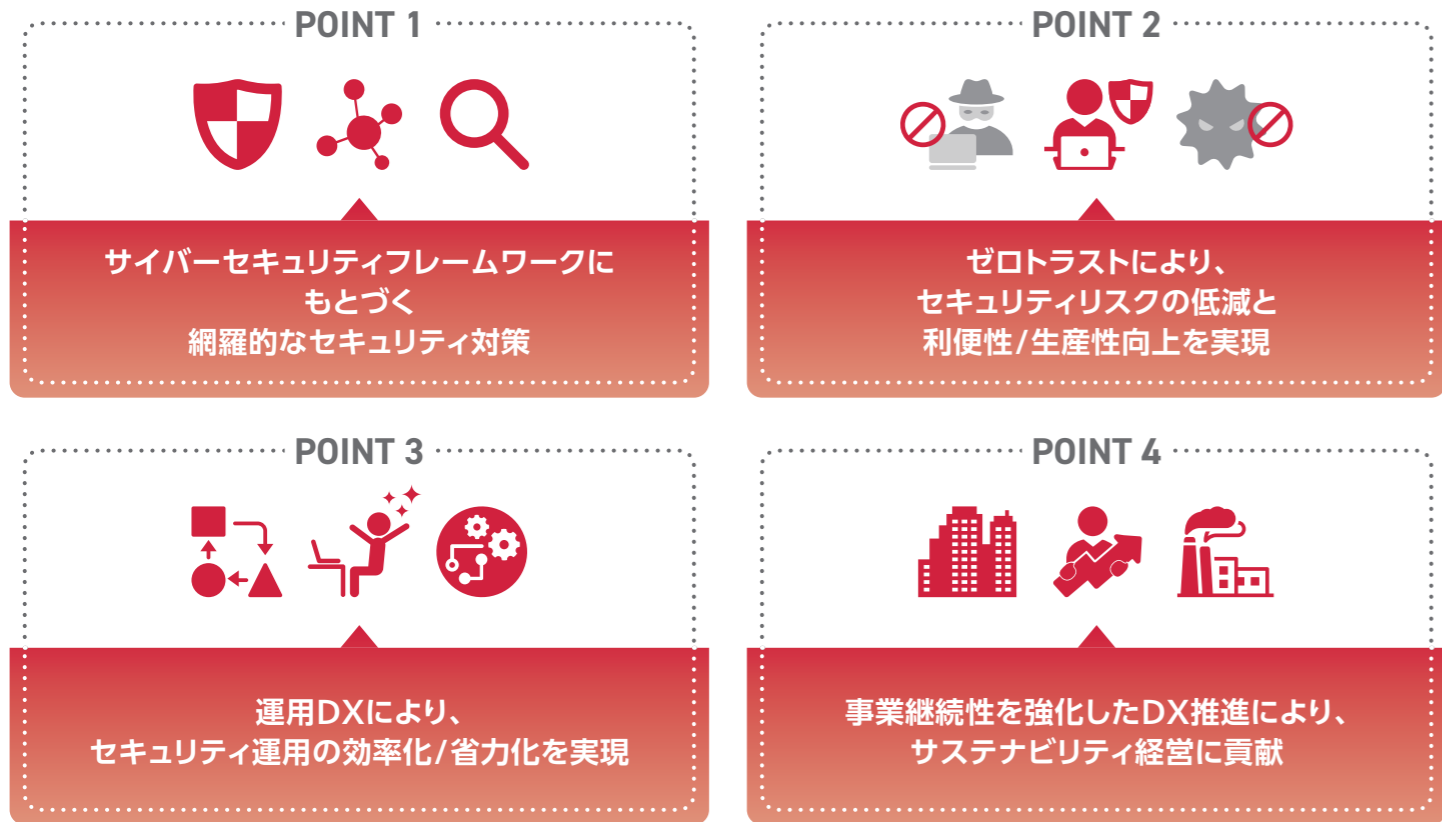 POINT 1
サイバーセキュリティフレームワークに
もとづく
網羅的なセキュリティ対策
POINT 2
ゼロトラストにより、
セキュリティリスクの低減と
利便性/生産性向上を実現
POINT 3
運用DXにより、
セキュリティ運用の効率化/省力化を実現
POINT 4
事業継続性を強化したDX推進により、
サステナビリティ経営に貢献